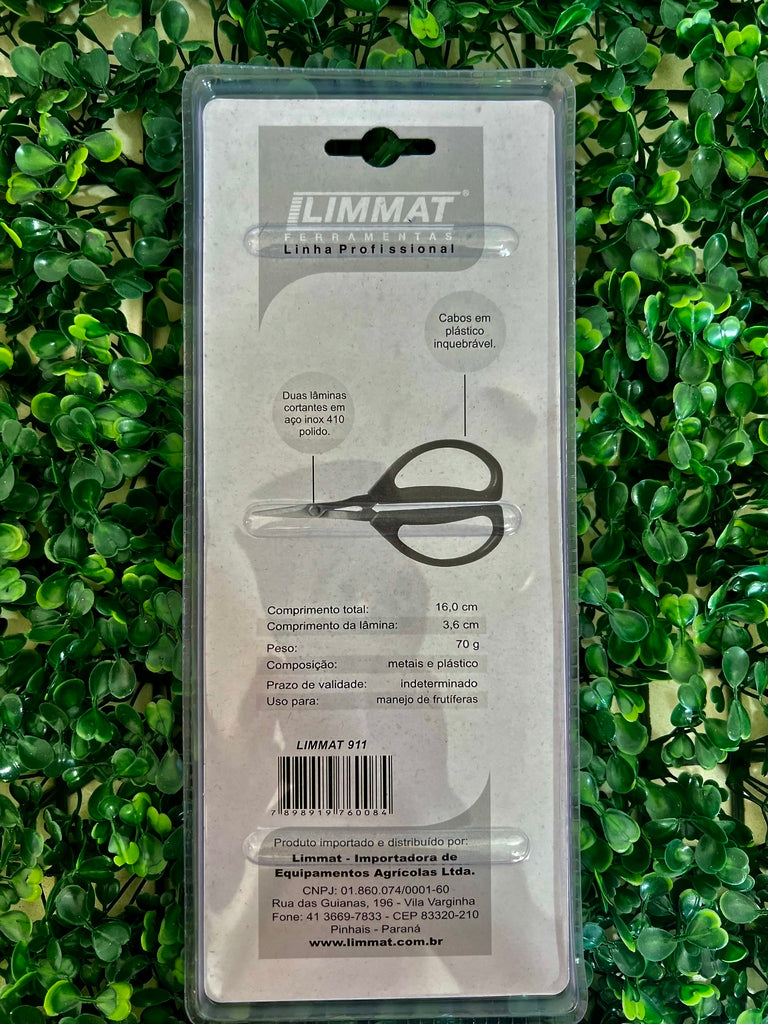 LIMMAT®
FERRAMENTAS
Linha Profissional
Cabos em
plástico
inquebrável.
Duas lâminas
cortantes em
aço inox 410
polido.
Comprimento total: 16,0 cm
Comprimento da lâmina: 3,6 cm
Peso: 70 g
Composição: metais e plástico
Prazo de validade: indeterminado
Uso para: manejo de frutíferas
LIMMAT 911
7 898919 760084
Produto importado e distribuído por:
Limmat - Importadora de
Equipamentos Agrícolas Ltda.
CNPJ: 01.860.074/0001-60
Rua das Guianas, 196 - Vila Varginha
Fone: 41 3669-7833 - CEP 83320-210
Pinhais - Paraná
www.limmat.com.br